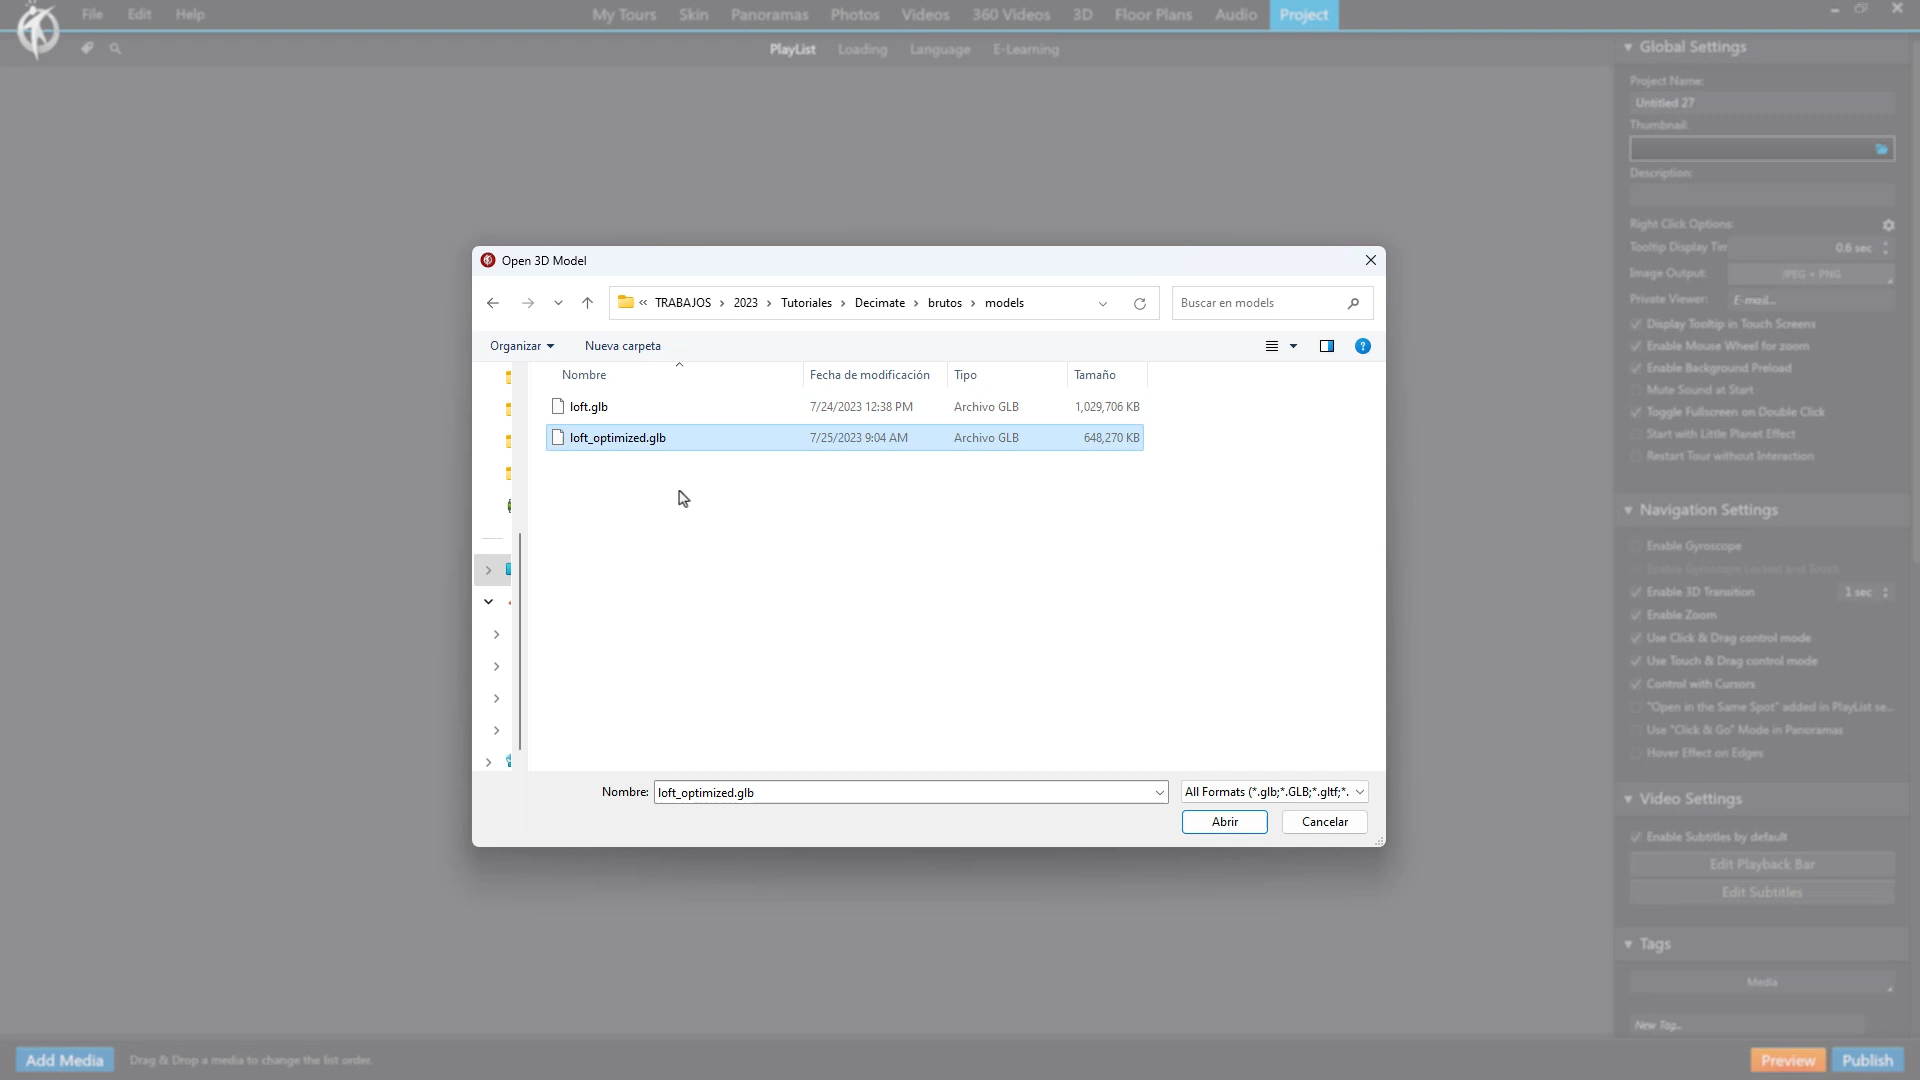 File Edit Help
My Tours Skin Panoramas Photos Videos 360 Videos 3D Floor Plans Audio Project
PlayList Loading Language E-Learning
Global Settings
Project Name:
Untitled 27
Thumbnail:
Description:
Right Click Options:
Tooltip Display Tim 0.6 sec
Image Output: JPEG + PNG
Private Viewer: E-mail...
Display Tooltip in Touch Screens
Enable Mouse Wheel for zoom
Enable Background Preload
Mute Sound at Start
Toggle Fullscreen on Double Click
Start with Little Planet Effect
Restart Tour without Interaction
Navigation Settings
Enable Gyroscope
Enable Gyroscope Locked and Touch
Enable 3D Transition 1 sec
Enable Zoom
Use Click & Drag control mode
Use Touch & Drag control mode
Control with Cursors
"Open in the Same Spot" added in PlayList se...
Use "Click & Go" Mode in Panoramas
Hover Effect on Edges
Video Settings
Enable Subtitles by default
Edit Playback Bar
Edit Subtitles
Tags
Media
New Tag...
Open 3D Model
« TRABAJOS > 2023 > Tutoriales > Decimate > brutos > models
Buscar en models
Organizar Nueva carpeta
Nombre Fecha de modificación Tipo Tamaño
loft.glb 7/24/2023 12:38 PM Archivo GLB 1,029,706 KB
loft_optimized.glb 7/25/2023 9:04 AM Archivo GLB 648,270 KB
Nombre: loft_optimized.glb All Formats (*.glb;*.GLB;*.gltf;*.
Abrir Cancelar
Add Media Drag & Drop a media to change the list order.
Preview Publish